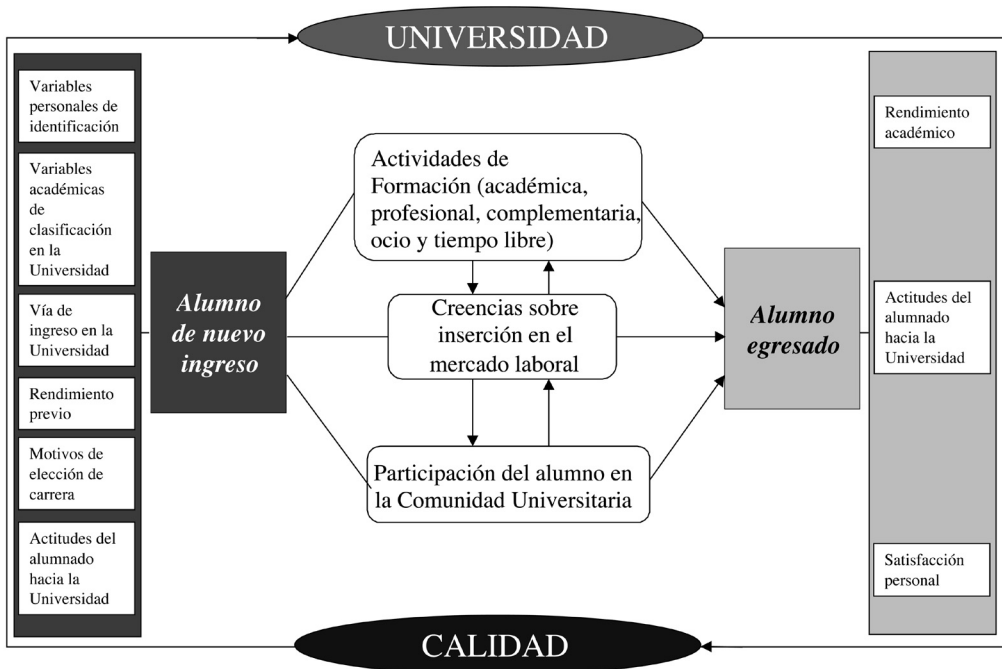 UNIVERSIDAD
Variables
personales de
identificación
Variables
académicas
de
clasificación
en la
Universidad
Vía de
ingreso en la
Universidad
Rendimiento
previo
Motivos de
elección de
carrera
Actitudes del
alumnado
hacia la
Universidad
Alumno
de nuevo
ingreso
Actividades de
Formación (académica,
profesional, complementaria,
ocio y tiempo libre)
Creencias sobre
inserción en el
mercado laboral
Participación del alumno en
la Comunidad Universitaria
Alumno
egresado
Rendimiento
académico
Actitudes del
alumnado
hacia la
Universidad
Satisfacción
personal
CALIDAD